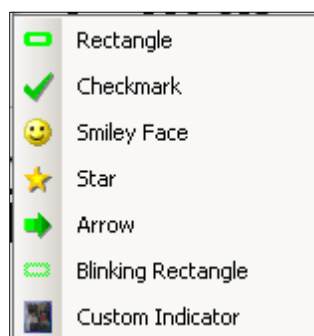 Rectangle
Checkmark
Smiley Face
Star
Arrow
Blinking Rectangle
Custom Indicator